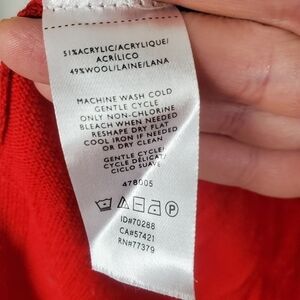 51%ACRYLIC/ACRYLIQUE/
ACRÍLICO
49%WOOL/LAINE/LANA
MACHINE WASH COLD
GENTLE CYCLE
ONLY NON-CHLORINE
BLEACH WHEN NEEDED
RESHAPE DRY FLAT
COOL IRON IF NEEDED
OR DRY CLEAN
GENTLE CYCLE/
CYCLE DELICAT/
CICLO SUAVE
478005
P
ID#70288
CA#57421
RN#77379